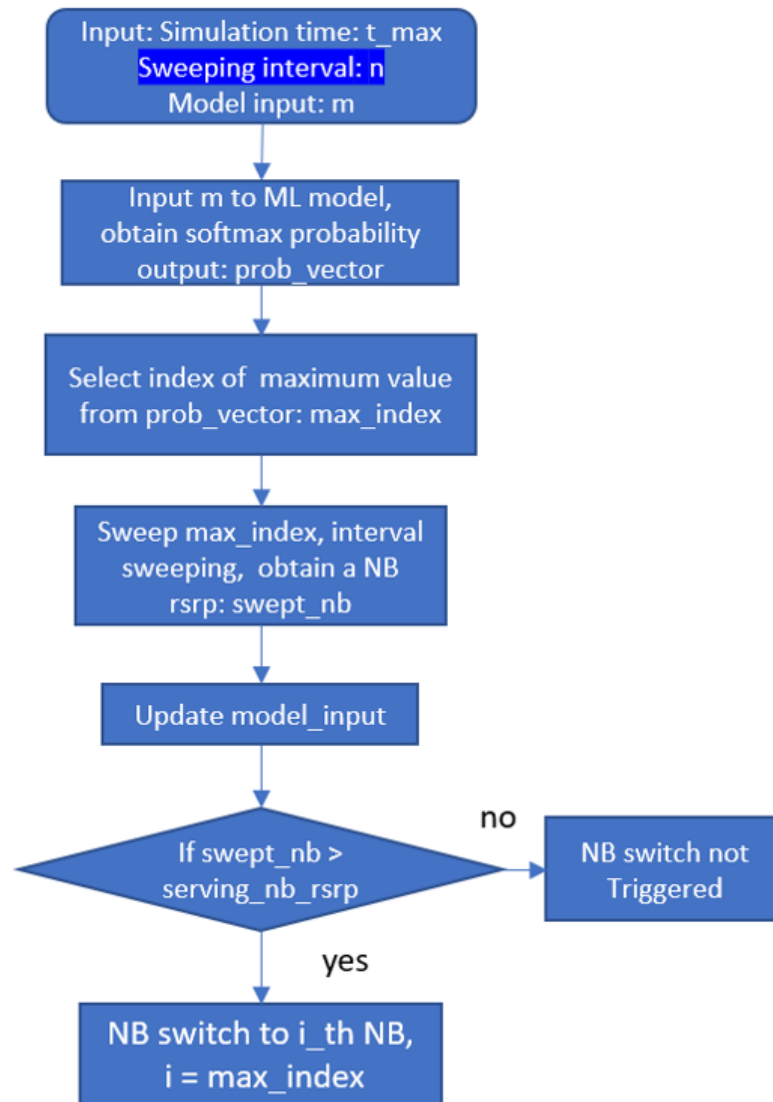 Input: Simulation time: t_max
Sweeping interval: n
Model input: m
Input m to ML model,
obtain softmax probability
output: prob_vector
Select index of maximum value
from prob_vector: max_index
Sweep max_index, interval
sweeping, obtain a NB
rsrp: swept_nb
Update model_input
If swept_nb >
serving_nb_rsrp
no
NB switch not
Triggered
yes
NB switch to i_th NB,
i = max_index